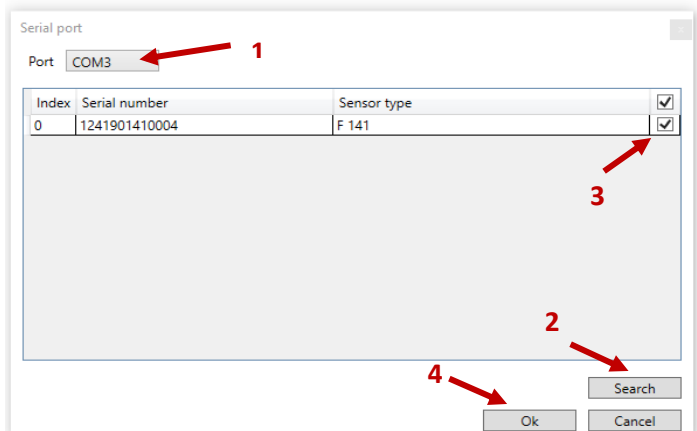 Serial port
Port COM3 1
Index Serial number Sensor type
0 1241901410004 F 141
3
2
4
Search
Ok Cancel